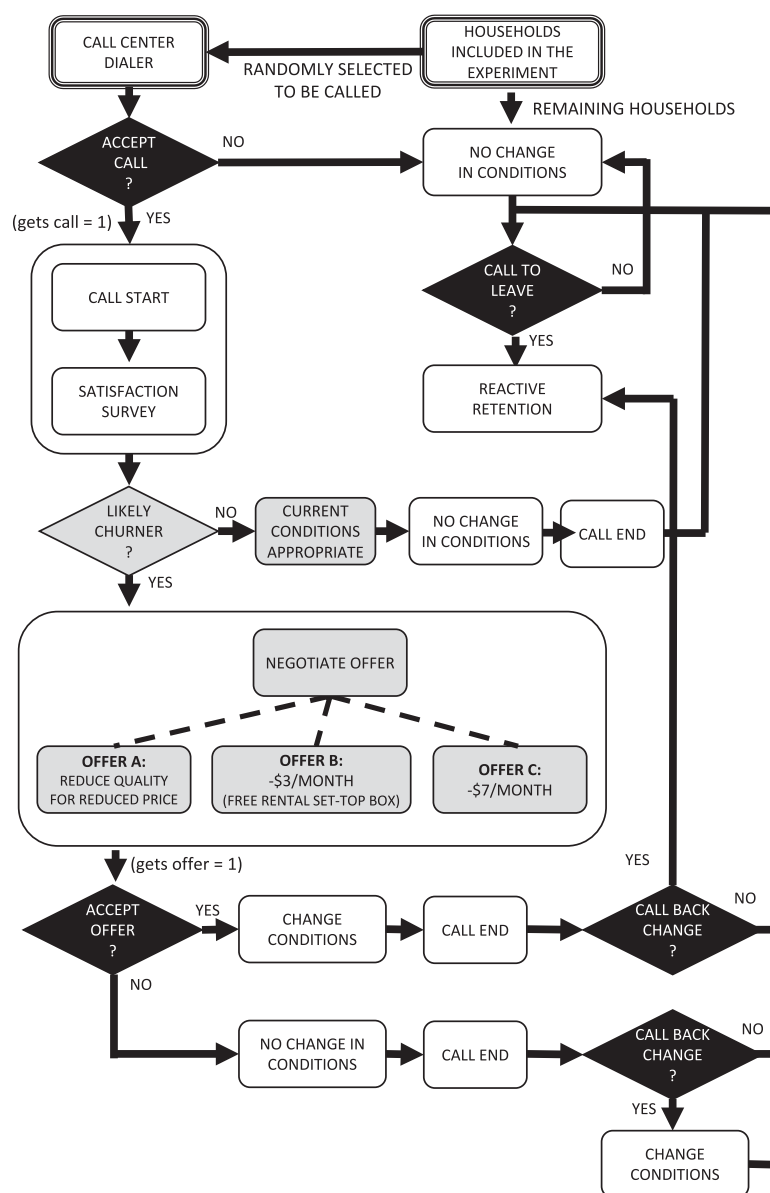 CALL CENTER
DIALER
HOUSEHOLDS
INCLUDED IN THE
EXPERIMENT
RANDOMLY SELECTED
TO BE CALLED
REMAINING HOUSEHOLDS
ACCEPT
CALL
?
NO
NO CHANGE
IN CONDITIONS
(gets call = 1)
YES
CALL START
CALL TO
LEAVE
?
NO
YES
SATISFACTION
SURVEY
REACTIVE
RETENTION
LIKELY
CHURNER
?
NO
CURRENT
CONDITIONS
APPROPRIATE
NO CHANGE
IN CONDITIONS
CALL END
YES
NEGOTIATE OFFER
OFFER A:
REDUCE QUALITY
FOR REDUCED PRICE
OFFER B:
-$3/MONTH
(FREE RENTAL SET-TOP BOX)
OFFER C:
-$7/MONTH
(gets offer = 1)
YES
ACCEPT
OFFER
?
YES
CHANGE
CONDITIONS
CALL END
CALL BACK
CHANGE
?
NO
NO
NO CHANGE IN
CONDITIONS
CALL END
CALL BACK
CHANGE
?
NO
YES
CHANGE
CONDITIONS